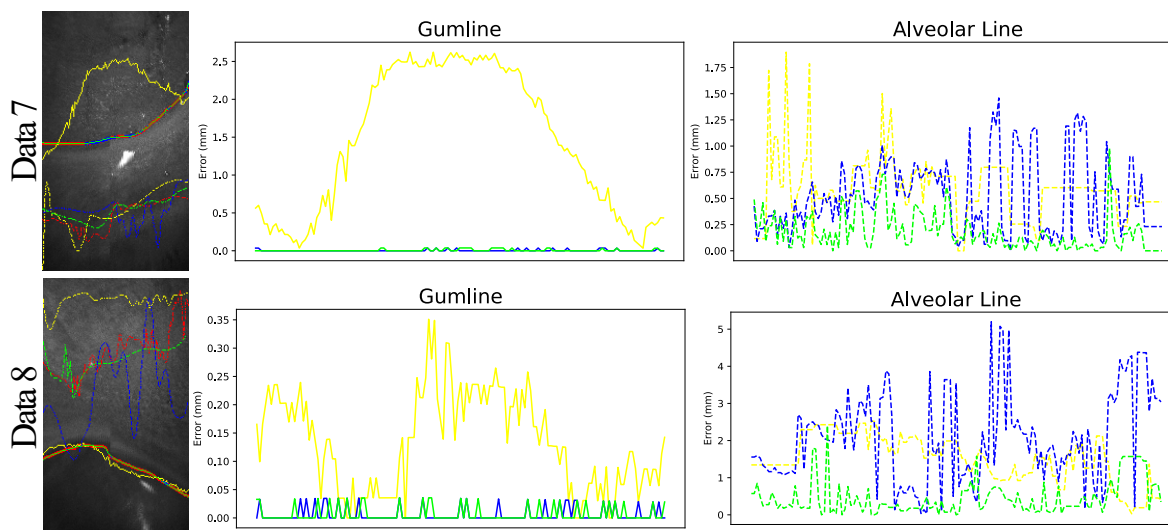 Data 7
Gumline
Error (mm)
2.5
2.0
1.5
1.0
0.5
0.0
Alveolar Line
Error (mm)
1.75
1.50
1.25
1.00
0.75
0.50
0.25
0.00
Data 8
Gumline
Error (mm)
0.35
0.30
0.25
0.20
0.15
0.10
0.05
0.00
Alveolar Line
Error (mm)
5
4
3
2
1
0